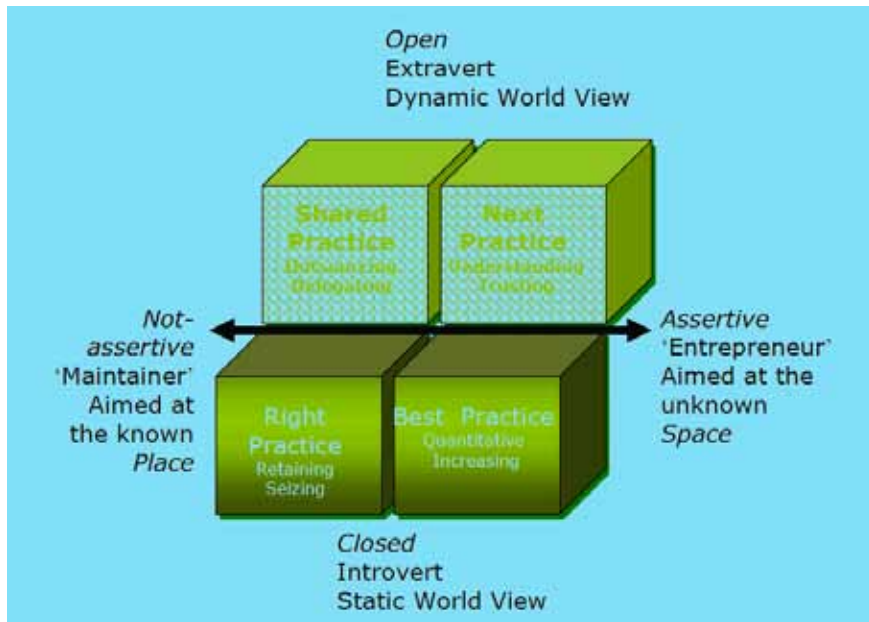 Open
Extravert
Dynamic World View
Shared
Practice
Outswanzing
Delogating
Next
Practice
Understanding
Trusting
Not-
assertive
‘Maintainer’
Aimed at
the known
Place
Assertive
‘Entrepreneur’
Aimed at the
unknown
Space
Right
Practice
Retaining
Seizing
Best Practice
Quantitative
Increasing
Closed
Introvert
Static World View